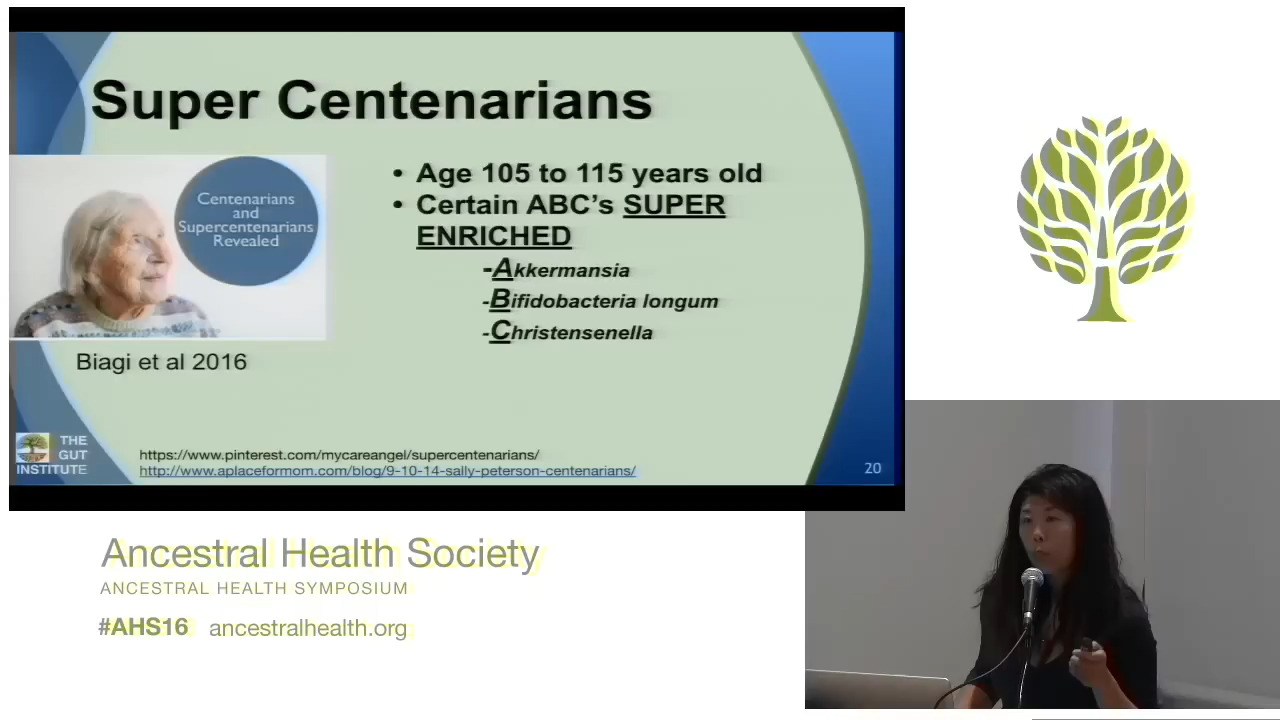 Super Centenarians
Centenarians
and
Supercentenarians
Revealed
Biagi et al 2016
• Age 105 to 115 years old
• Certain ABC’s SUPER
ENRICHED
-Akkermansia
-Bifidobacteria longum
-Christensenella
THE
GUT
INSTITUTE
https://www.pinterest.com/mycareangel/supercentenarians/
http://www.aplaceformom.com/blog/9-10-14-sally-peterson-centenarians/
20
Ancestral Health Society
ANCESTRAL HEALTH SYMPOSIUM
#AHS16 ancestralhealth.org